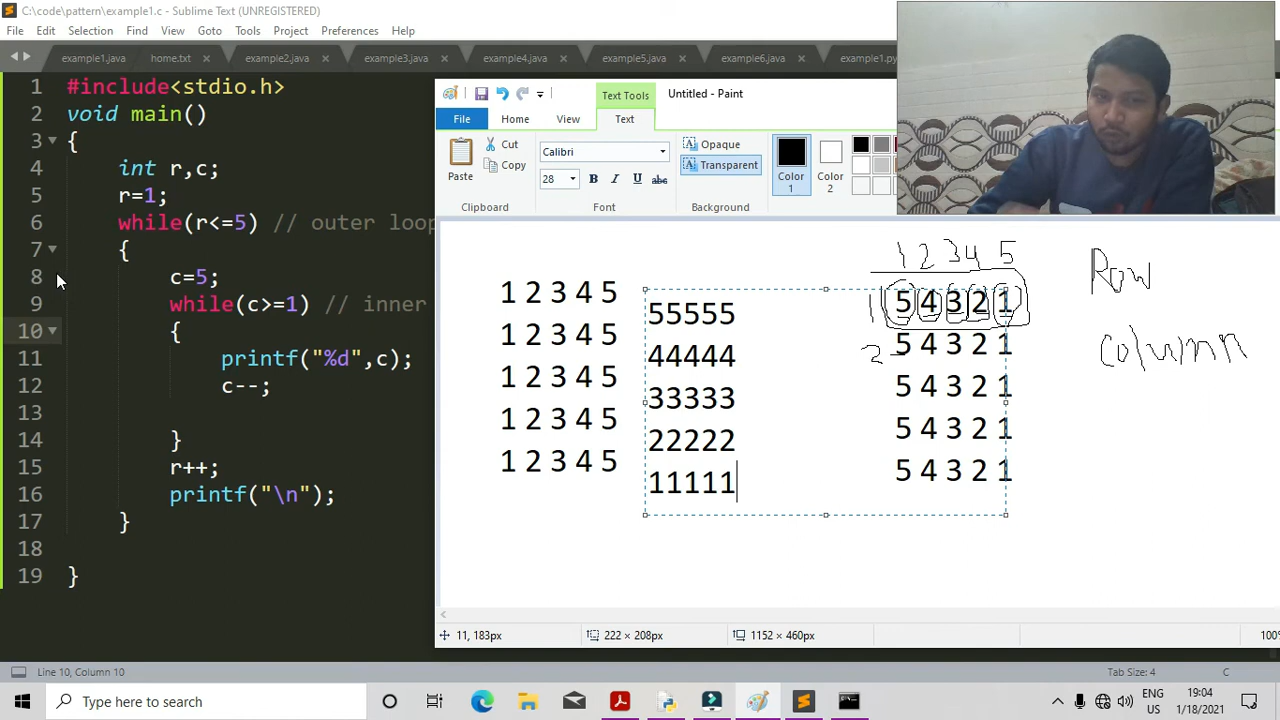 C:\code\pattern\example1.c - Sublime Text (UNREGISTERED)
File Edit Selection Find View Goto Tools Project Preferences Help
example1.java home.txt example2.java example3.java example4.java example5.java example6.java example1.py
1 #include<stdio.h>
2 void main()
3 {
4 int r,c;
5 r=1;
6 while(r<=5) // outer loop
7 {
8 c=5;
9 while(c>=1) // inner
10 {
11 printf("%d",c);
12 c--;
13
14 }
15 r++;
16 printf("\n");
17 }
18
19 }
Untitled - Paint
Text Tools
File Home View Text
Paste
Cut
Copy
Clipboard
Calibri
28 B I U abc
Font
Opaque
Transparent
Background
Color 1
Color 2
1 2 3 4 5
1 2 3 4 5
1 2 3 4 5
1 2 3 4 5
1 2 3 4 5
55555
44444
33333
22222
11111
1 2 3 4 5
1 5 4 3 2 1
2 5 4 3 2 1
5 4 3 2 1
5 4 3 2 1
5 4 3 2 1
Row
column
11, 183px 222 × 208px 1152 × 460px 100%
Line 10, Column 10 Tab Size: 4 C
Type here to search
ENG
US
19:04
1/18/2021